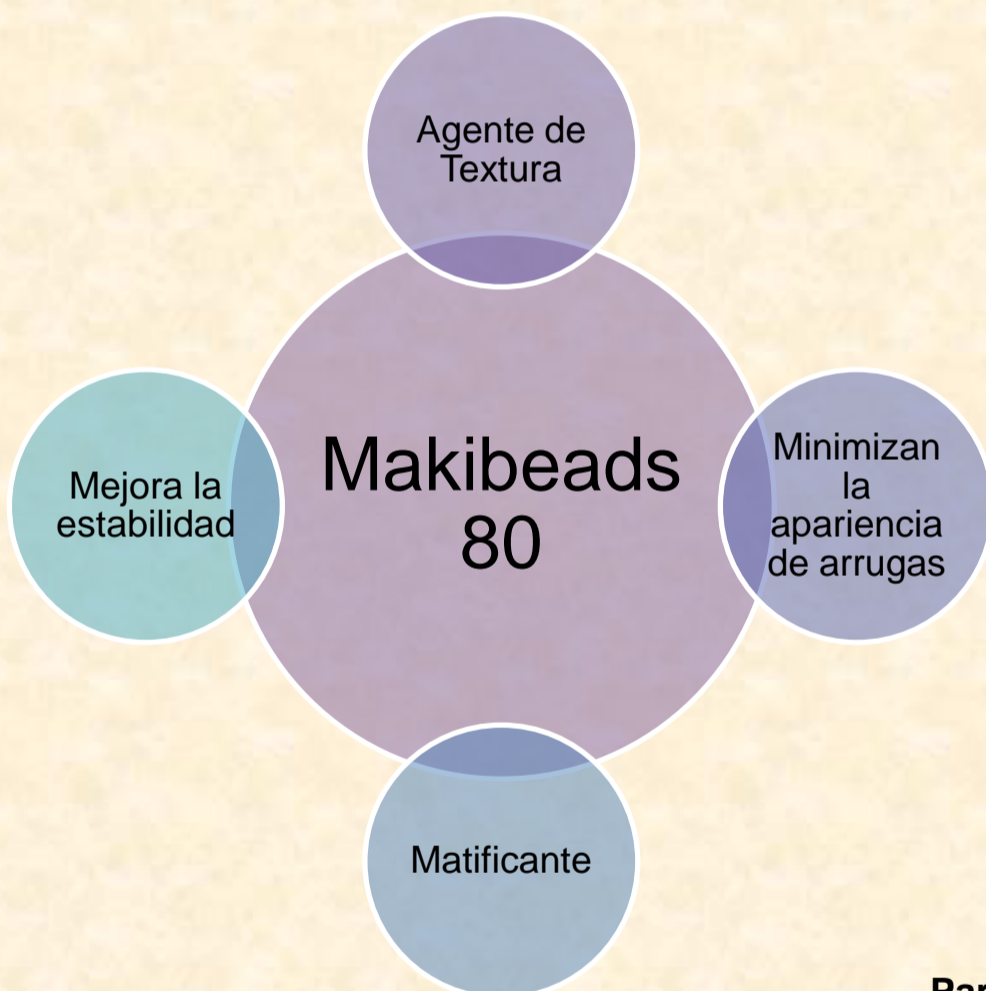 Agente de
Textura
Mejora la
estabilidad
Makibeads
80
Minimizan
la
apariencia
de arrugas
Matificante